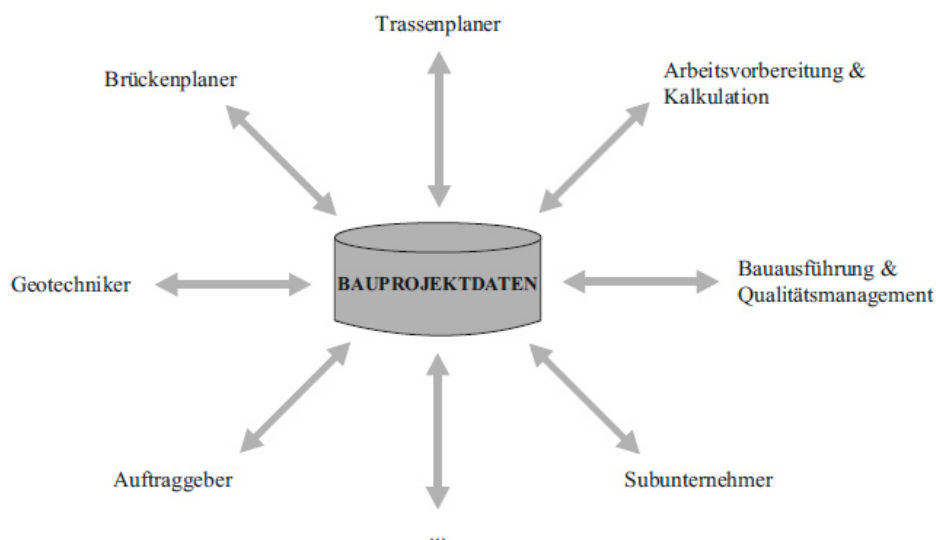 Trassenplaner
Brückenplaner
Arbeitsvorbereitung &
Kalkulation
Geotechniker
BAUPROJEKTDATEN
Bauausführung &
Qualitätsmanagement
Auftraggeber
Subunternehmer
...